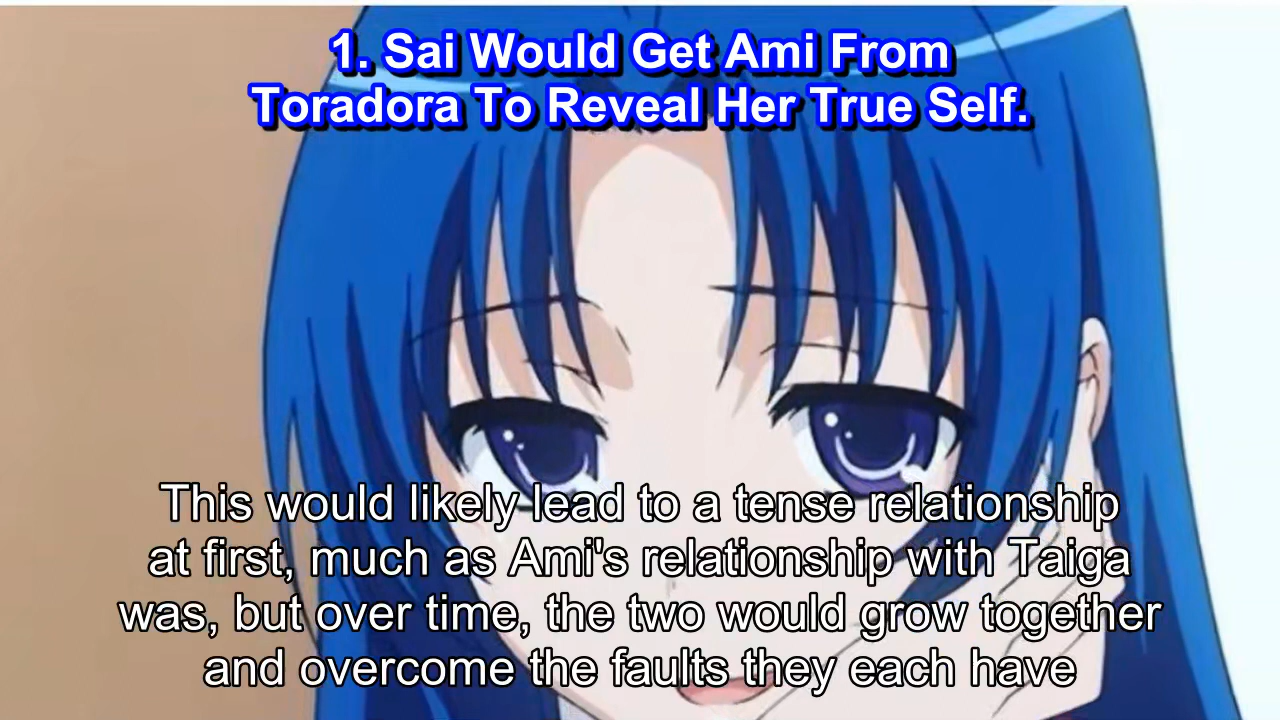 1. Sai Would Get Ami From
Toradora To Reveal Her True Self.
This would likely lead to a tense relationship
at first, much as Ami's relationship with Taiga
was, but over time, the two would grow together
and overcome the faults they each have